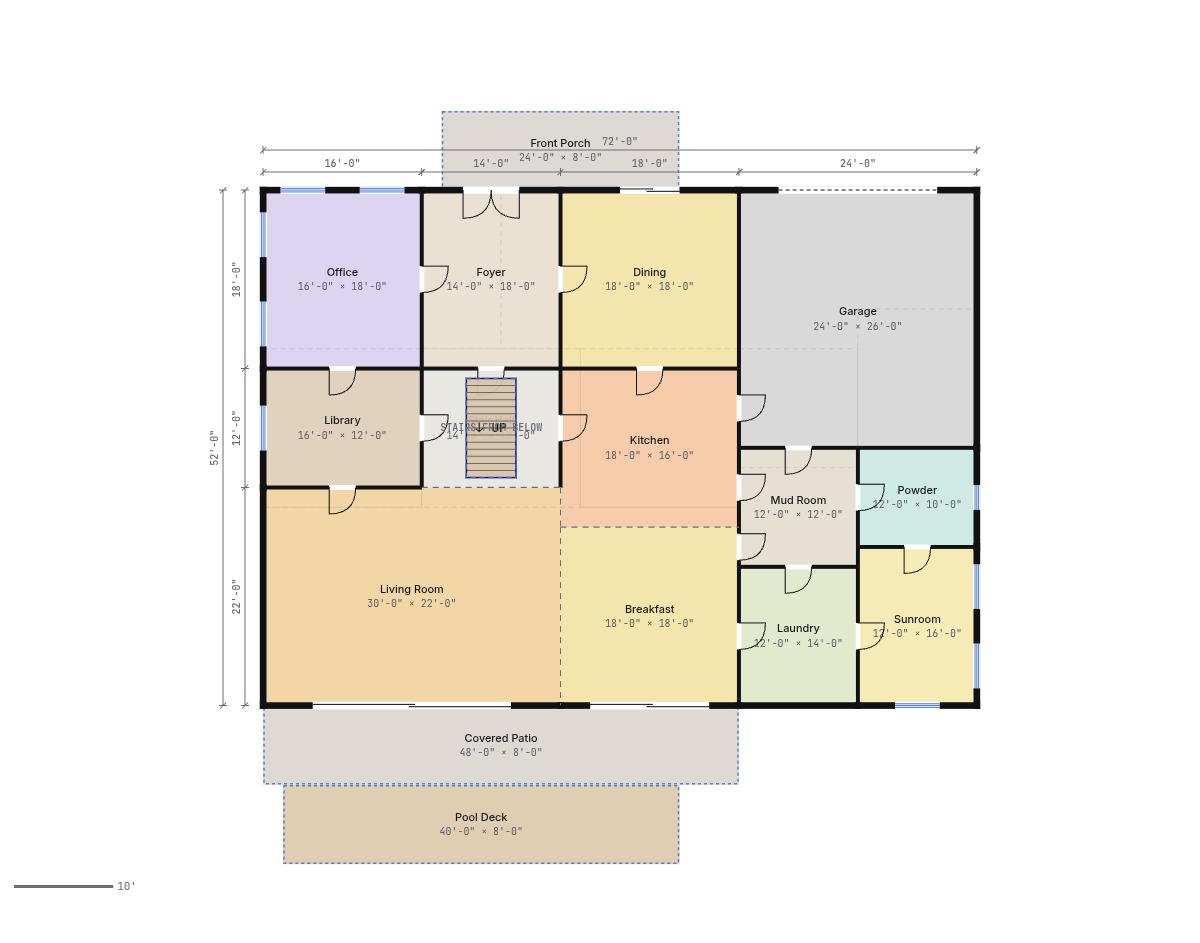 Front Porch
24'-0" × 8'-0"
72'-0"
16'-0"
14'-0"
18'-0"
24'-0"
52'-0"
18'-0"
12'-0"
22'-0"
Office
16'-0" × 18'-0"
Foyer
14'-0" × 18'-0"
Dining
18'-0" × 18'-0"
Garage
24'-0" × 26'-0"
Library
16'-0" × 12'-0"
STAIRS FROM BELOW
↓ UP
Kitchen
18'-0" × 16'-0"
Mud Room
12'-0" × 12'-0"
Powder
12'-0" × 10'-0"
Living Room
30'-0" × 22'-0"
Breakfast
18'-0" × 18'-0"
Laundry
12'-0" × 14'-0"
Sunroom
12'-0" × 16'-0"
Covered Patio
48'-0" × 8'-0"
Pool Deck
40'-0" × 8'-0"
10'